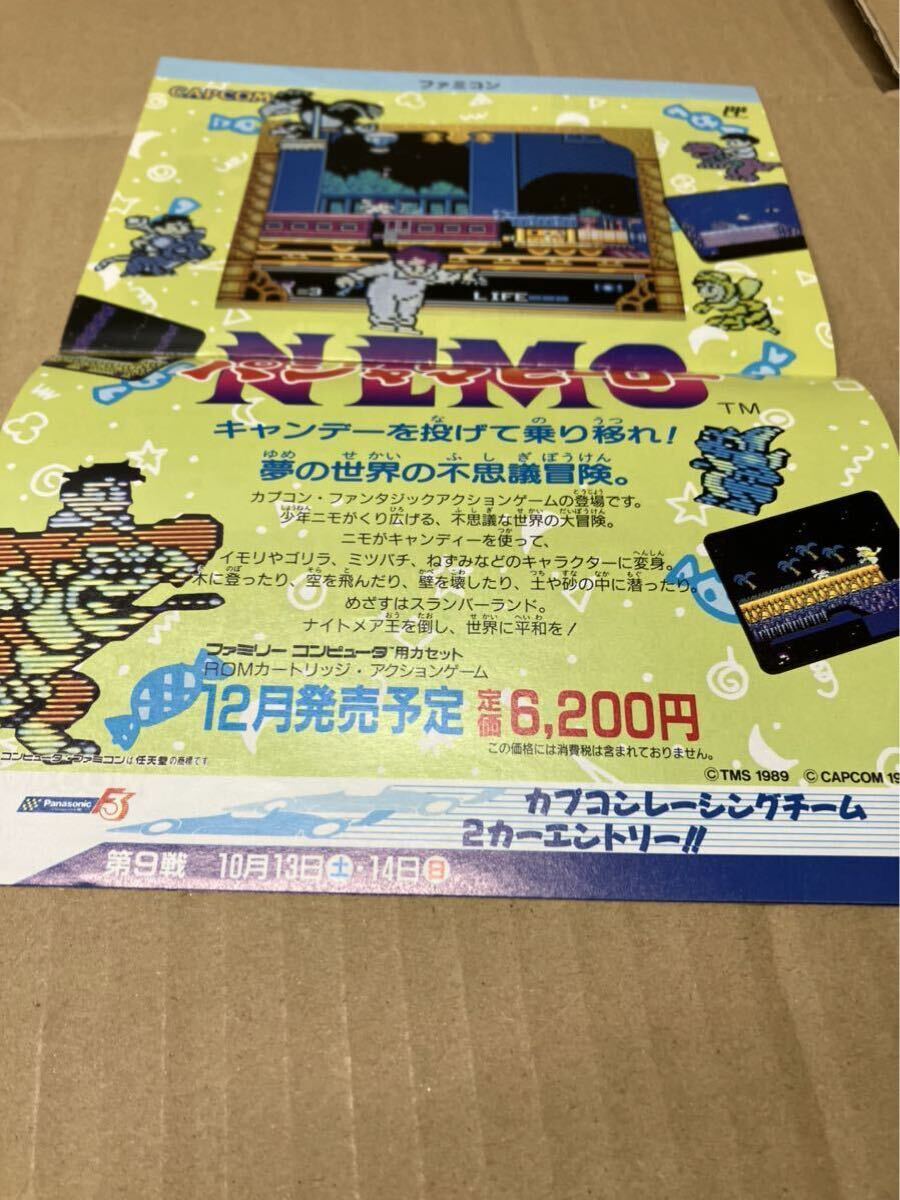 ファミコン
CAPCOM
FF
=3
LIFE
NEMO
パジャマヒーロー
TM
キャンデーを投げて乗り移れ!
夢の世界の不思議冒険。
カプコン・ファンタジックアクションゲームの登場です。
少年ニモがくり広げる、不思議な世界の大冒険。
ニモがキャンディーを使って、
イモリやゴリラ、ミツバチ、ねずみなどのキャラクターに変身。
木に登ったり、空を飛んだり、壁を壊したり、土や砂の中に潜ったり。
めざすはスランバーランド。
ナイトメア王を倒し、世界に平和を!
ファミリー コンピュータ用カセット
ROMカートリッジ・アクションゲーム
12月発売予定 定価6,200円
この価格には消費税は含まれておりません。
コンピュータ・ファミコンは任天堂の商標です
©TMS 1989 ©CAPCOM 19
Panasonic F3
カプコンレーシングチーム
2カーエントリー!!
第9戦 10月13日土・14日日